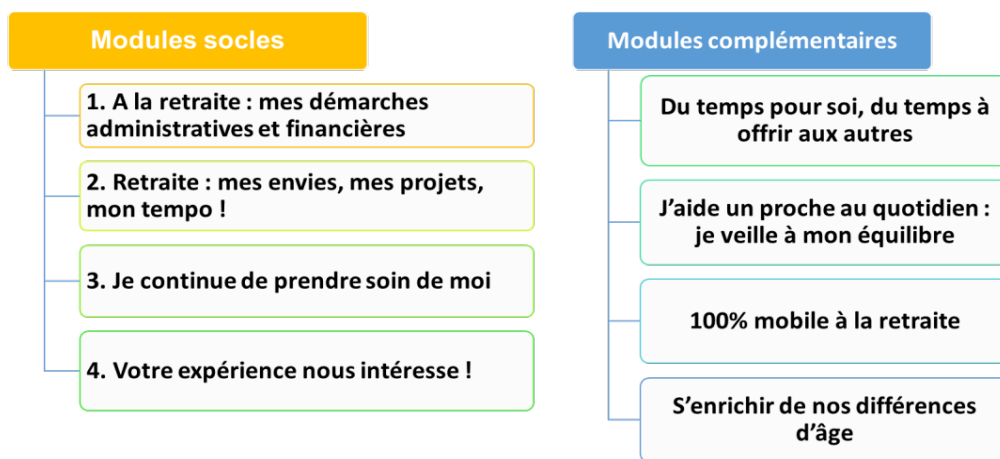 Modules socles
1. A la retraite : mes démarches
administratives et financières
2. Retraite : mes envies, mes projets,
mon tempo !
3. Je continue de prendre soin de moi
4. Votre expérience nous intéresse !
Modules complémentaires
Du temps pour soi, du temps à
offrir aux autres
J’aide un proche au quotidien :
je veille à mon équilibre
100% mobile à la retraite
S’enrichir de nos différences
d’âge